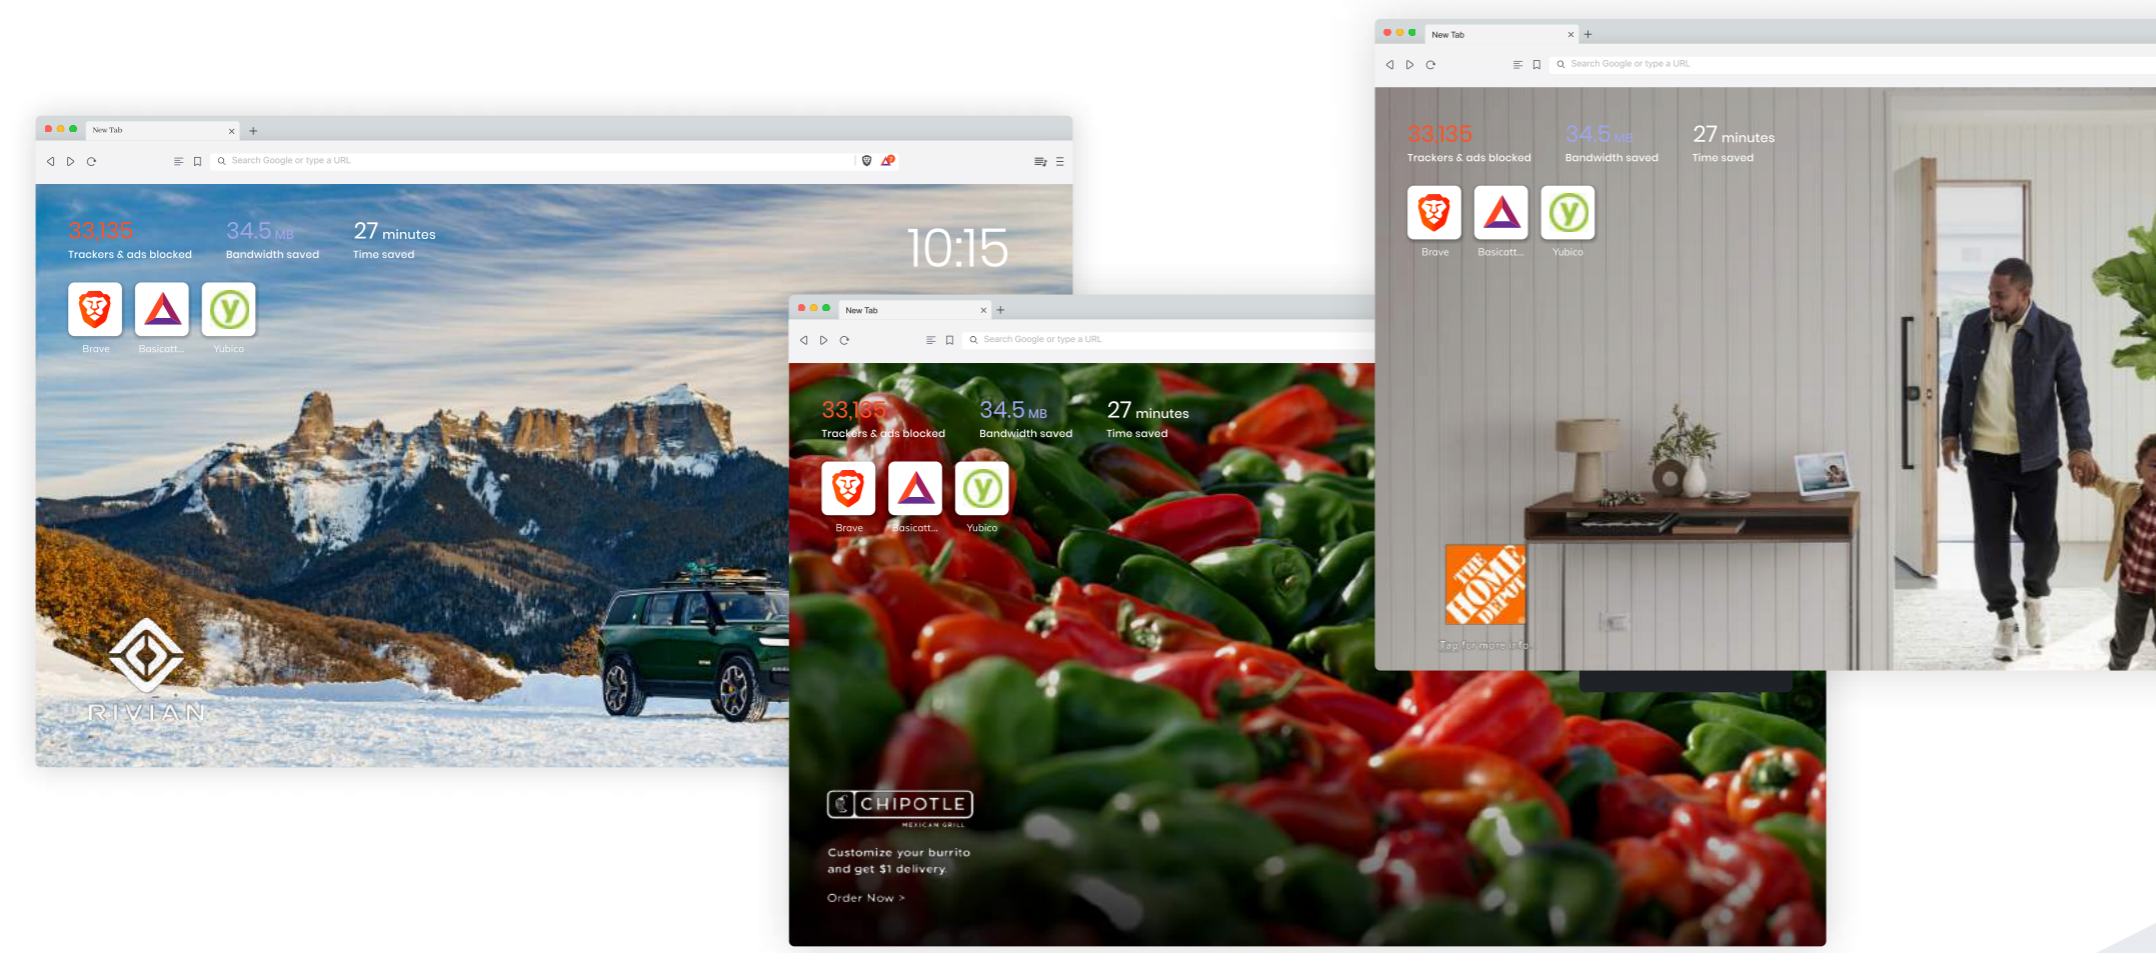 New Tab
Search Google or type a URL
33,135
34.5 MB
27 minutes
Trackers & ads blocked
Bandwidth saved
Time saved
10:15
Brave
Basicatt...
Yubico
RIVIAN
New Tab
Search Google or type a URL
33,135
34.5 MB
27 minutes
Trackers & ads blocked
Bandwidth saved
Time saved
Brave
Basicatt...
Yubico
CHIPOTLE
MEXICAN GRILL
Customize your burrito
and get $1 delivery.
Order Now >
New Tab
Search Google or type a URL
33,135
34.5 MB
27 minutes
Trackers & ads blocked
Bandwidth saved
Time saved
Brave
Basicatt...
Yubico
THE
HOME
DEPOT
Tap for more info